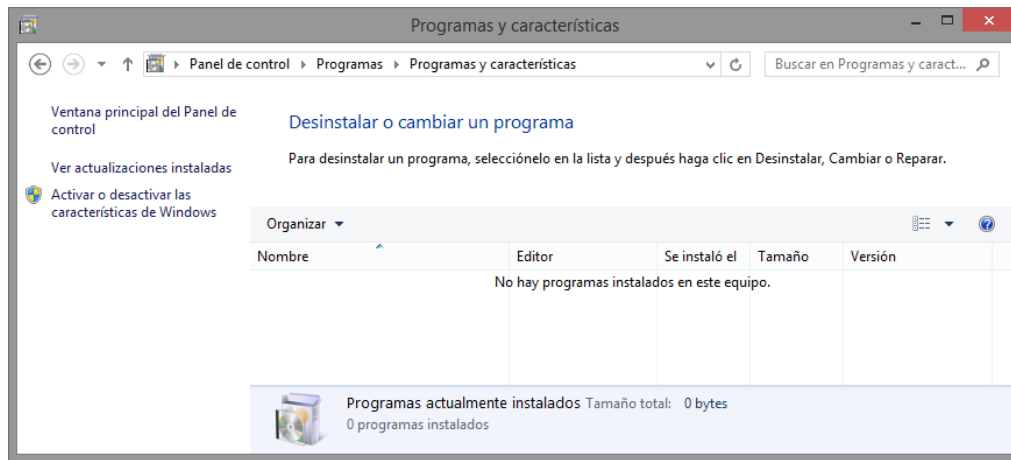 Programas y características
Panel de control Programas Programas y características
Buscar en Programas y caract...
Ventana principal del Panel de
control
Ver actualizaciones instaladas
Activar o desactivar las
características de Windows
Desinstalar o cambiar un programa
Para desinstalar un programa, selecciónelo en la lista y después haga clic en Desinstalar, Cambiar o Reparar.
Organizar
Nombre Editor Se instaló el Tamaño Versión
No hay programas instalados en este equipo.
Programas actualmente instalados Tamaño total: 0 bytes
0 programas instalados